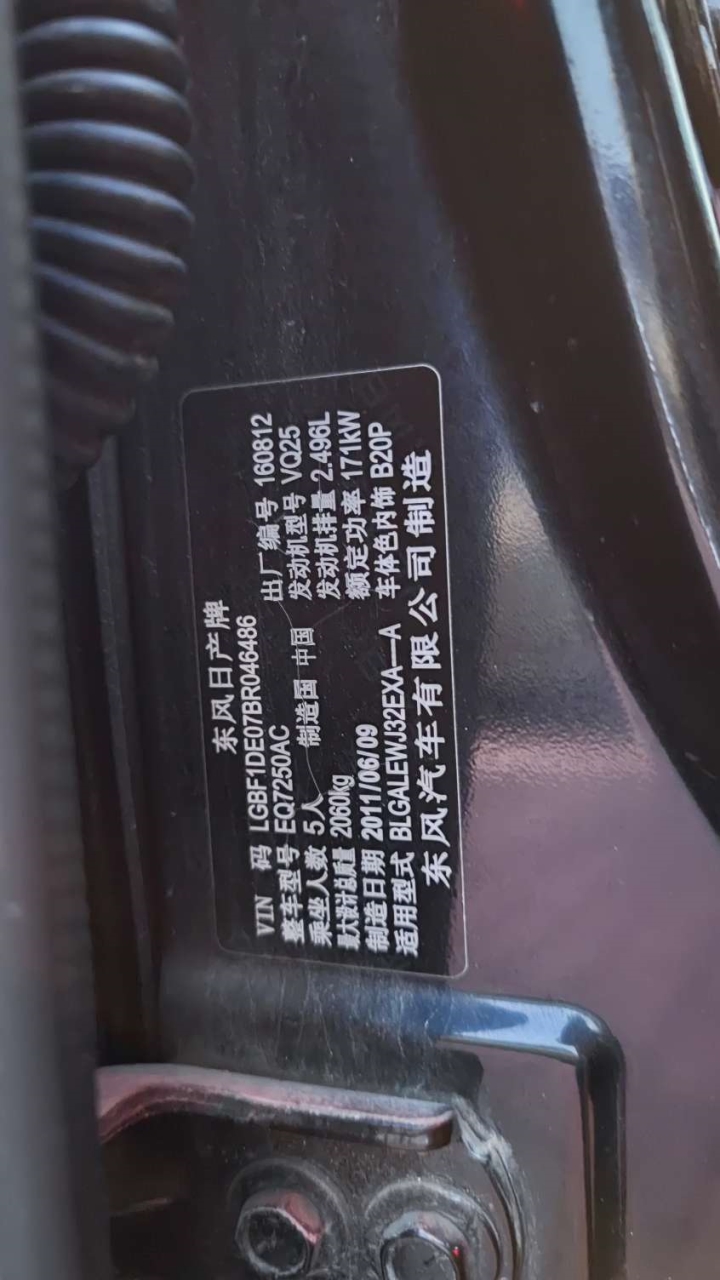 东风日产牌
VIN 码 LGBF1DE07BR046486 出厂编号 160812
整车型号 EQ7250AC 发动机型号 VQ25
乘坐人数 5人 制造国 中国 发动机排量 2.496L
最大设计总质量 2060kg 额定功率 171kW
制造日期 2011/06/09 车体色内饰 B20P
适用型式 BLGALEWJ32EXA—A
东风汽车有限公司制造